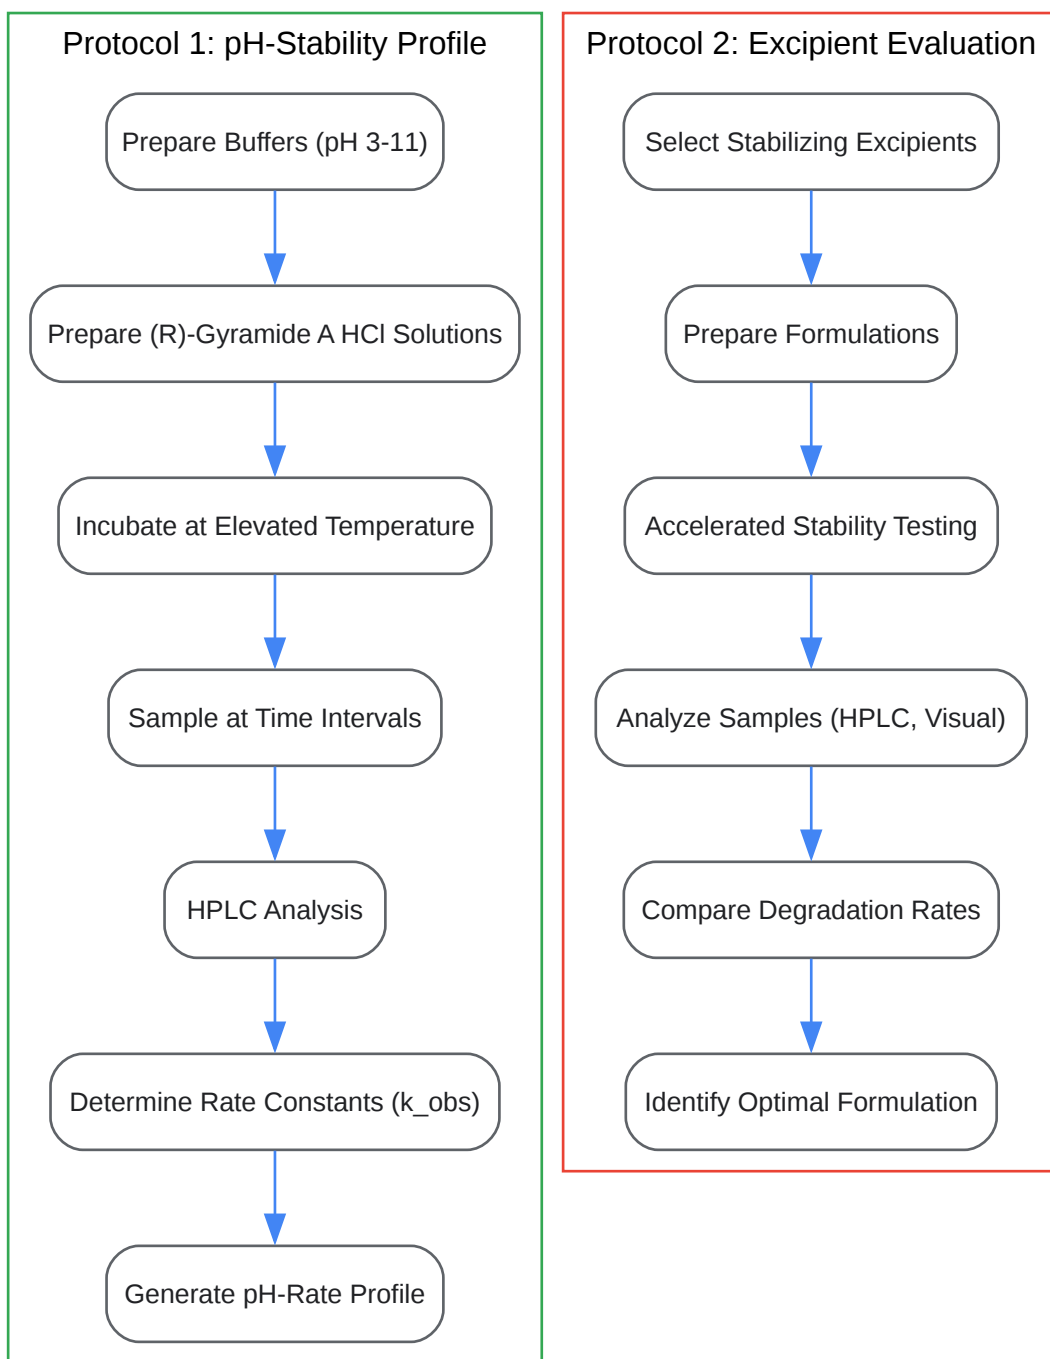 Protocol 1: pH-Stability Profile
Prepare Buffers (pH 3-11)
Prepare (R)-Gyramide A HCl Solutions
Incubate at Elevated Temperature
Sample at Time Intervals
HPLC Analysis
Determine Rate Constants (k_obs)
Generate pH-Rate Profile
Protocol 2: Excipient Evaluation
Select Stabilizing Excipients
Prepare Formulations
Accelerated Stability Testing
Analyze Samples (HPLC, Visual)
Compare Degradation Rates
Identify Optimal Formulation